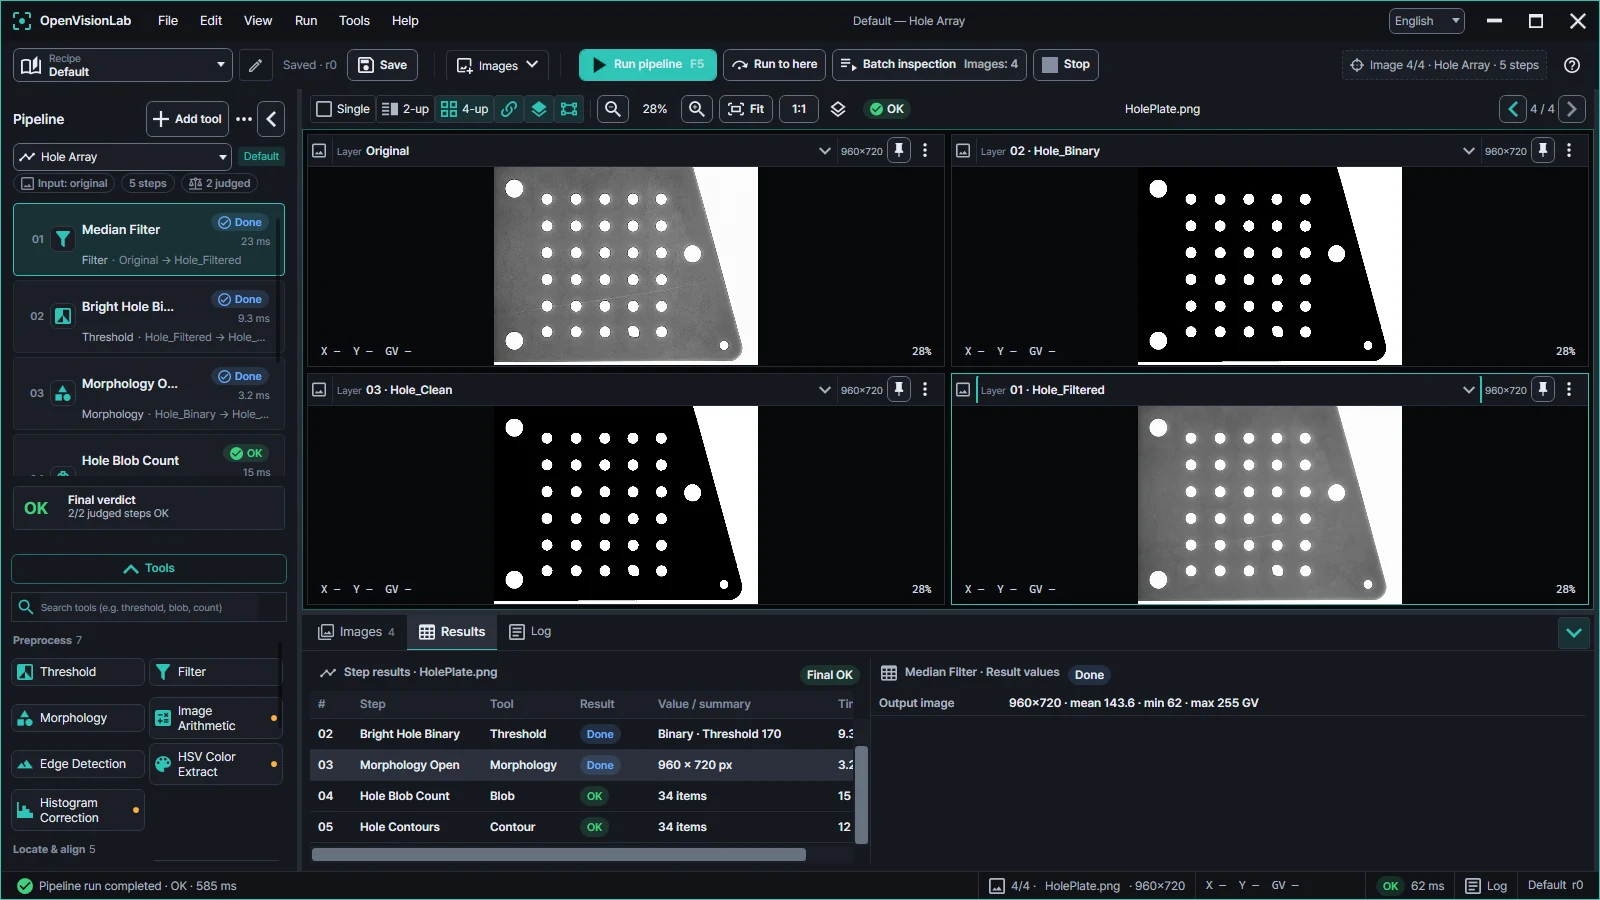 OpenVisionLab File Edit View Run Tools Help Default — Hole Array English
Recipe
Default
Saved · r0 Save Images Run pipeline F5 Run to here Batch inspection Images: 4 Stop Image 4/4 · Hole Array · 5 steps
Pipeline Add tool
Single 2-up 4-up 28% Fit 1:1 OK HolePlate.png 4 / 4
Hole Array Default
Input: original 5 steps 2 judged
01 Median Filter Done
23 ms
Filter · Original → Hole_Filtered
02 Bright Hole Bi... Done
9.3 ms
Threshold · Hole_Filtered → Hole_...
03 Morphology O... Done
3.2 ms
Morphology · Hole_Binary → Hole_...
Hole Blob Count OK
15 ms
OK Final verdict
2/2 judged steps OK
Tools
Search tools (e.g. threshold, blob, count)
Preprocess 7
Threshold Filter
Morphology Image Arithmetic
Edge Detection HSV Color Extract
Histogram Correction
Locate & align 5
Layer Original 960×720
X – Y – GV – 28%
Layer 02 · Hole_Binary 960×720
X – Y – GV – 28%
Layer 03 · Hole_Clean 960×720
X – Y – GV – 28%
Layer 01 · Hole_Filtered 960×720
X – Y – GV – 28%
Images 4 Results Log
Step results · HolePlate.png Final OK
# Step Tool Result Value / summary
02 Bright Hole Binary Threshold Done Binary · Threshold 170 9.3
03 Morphology Open Morphology Done 960 × 720 px 3.2
04 Hole Blob Count Blob OK 34 items 15
05 Hole Contours Contour OK 34 items 12
Median Filter · Result values Done
Output image 960×720 · mean 143.6 · min 62 · max 255 GV
Pipeline run completed · OK · 585 ms 4/4 · HolePlate.png · 960×720 X – Y – GV – OK 62 ms Log Default r0